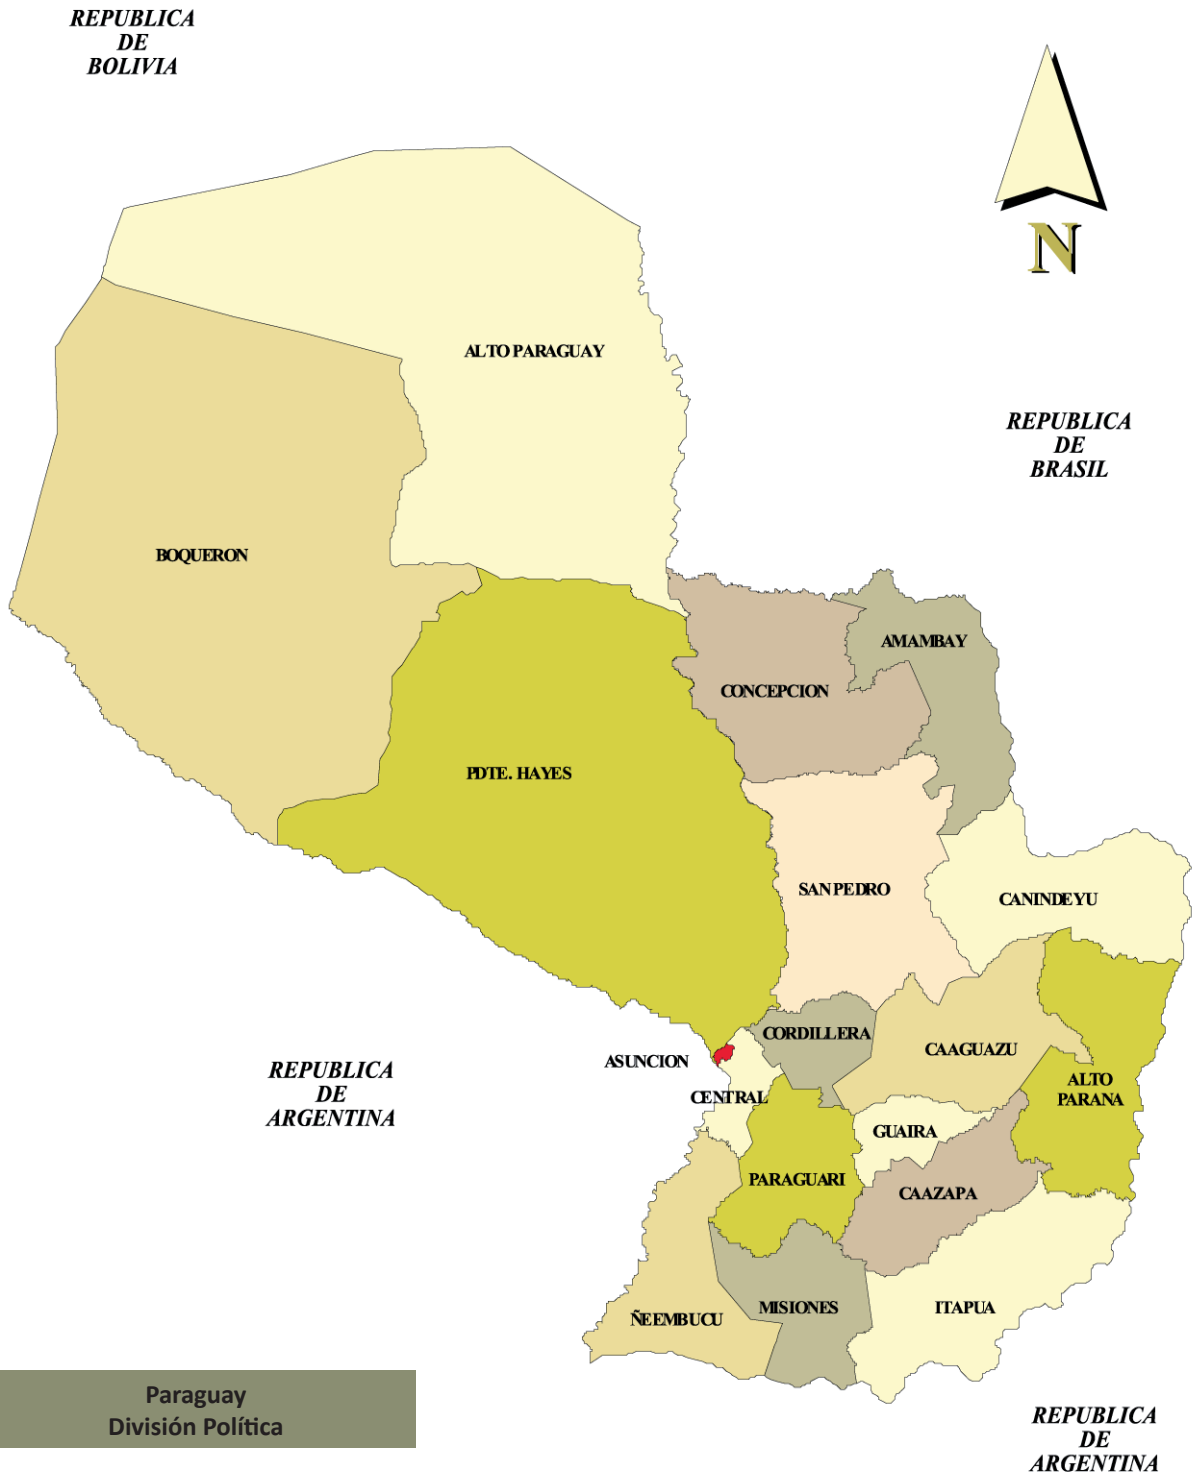 REPUBLICA
DE
BOLIVIA
N
ALTO PARAGUAY
REPUBLICA
DE
BRASIL
BOQUERON
AMAMBAY
CONCEPCION
PDTE. HAYES
SAN PEDRO
CANINDEYU
CORDILLERA
CAAGUAZU
ASUNCION
REPUBLICA
DE
ARGENTINA
CENTRAL
ALTO
PARANA
GUAIRA
PARAGUARI
CAAZAPA
MISIONES
ITAPUA
ÑEEMBUCU
Paraguay
División Política
REPUBLICA
DE
ARGENTINA